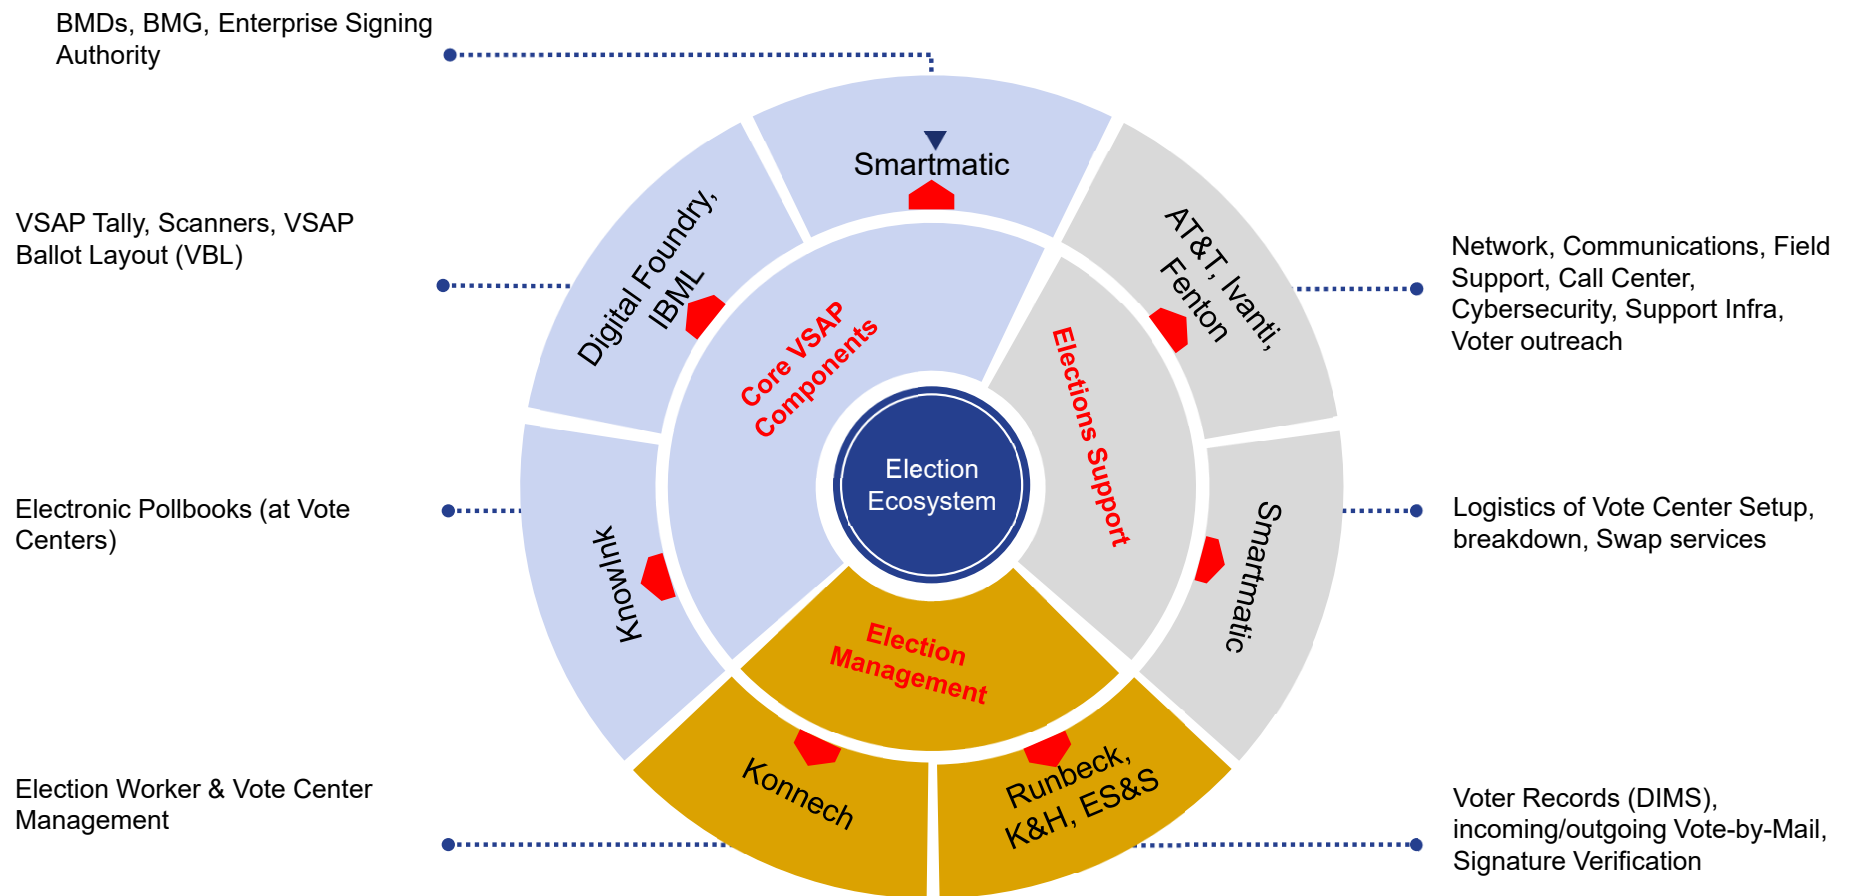 BMDs, BMG, Enterprise Signing
Authority
Smartmatic
Digital Foundry,
IBML
VSAP Tally, Scanners, VSAP
Ballot Layout (VBL)
AT&T, Ivanti,
Fenton
Network, Communications, Field
Support, Call Center,
Cybersecurity, Support Infra,
Voter outreach
Core VSAP
Components
Elections Support
Election
Ecosystem
Electronic Pollbooks (at Vote
Centers)
KnowInk
Smartmatic
Logistics of Vote Center Setup,
breakdown, Swap services
Election
Management
Election Worker & Vote Center
Management
Konnech
Runbeck,
K&H, ES&S
Voter Records (DIMS),
incoming/outgoing Vote-by-Mail,
Signature Verification